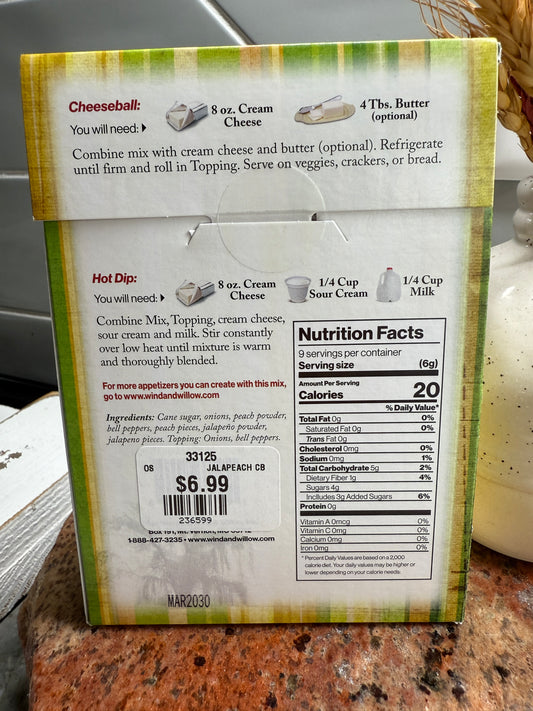 Cheeseball:
You will need:
8 oz. Cream
Cheese
4 Tbs. Butter
(optional)
Combine mix with cream cheese and butter (optional). Refrigerate
until firm and roll in Topping. Serve on veggies, crackers, or bread.
Hot Dip:
You will need:
8 oz. Cream
Cheese
1/4 Cup
Sour Cream
1/4 Cup
Milk
Combine Mix, Topping, cream cheese,
sour cream and milk. Stir constantly
over low heat until mixture is warm
and thoroughly blended.
For more appetizers you can create with this mix,
go to www.windandwillow.com
Ingredients: Cane sugar, onions, peach powder,
bell peppers, peach pieces, jalapeño powder,
jalapeno pieces. Topping: Onions, bell peppers.
33125
OS JALAPEACH CB
$6.99
236599
1-888-427-3235 • www.windandwillow.com
MAR2030
Nutrition Facts
9 servings per container
Serving size (6g)
Amount Per Serving
Calories 20
% Daily Value*
Total Fat 0g 0%
Saturated Fat 0g 0%
Trans Fat 0g
Cholesterol 0mg 0%
Sodium 0mg 1%
Total Carbohydrate 5g 2%
Dietary Fiber 1g 4%
Sugars 4g
Inclludes 3g Added Sugars 6%
Protein 0g
Vitamin A 0mcg 0%
Vitamin C 0mg 0%
Calcium 0mg 0%
Iron 0mg 0%
* Percent Daily Values are based on a 2,000
calorie diet. Your daily values may be higher or
lower depending on your calorie needs.